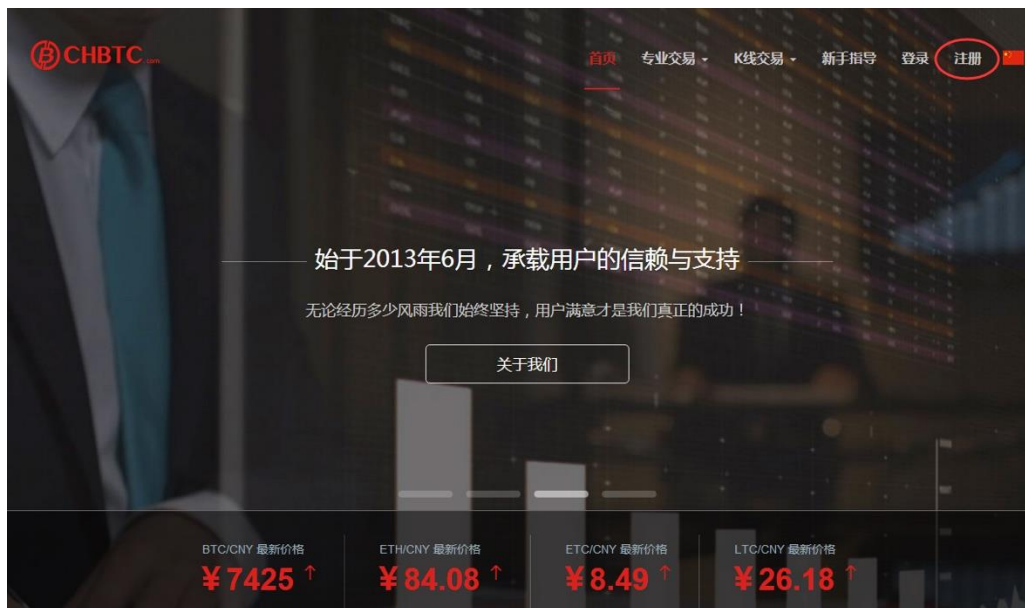 CHBTC.com
首页 专业交易 K线交易 新手指导 登录 注册
始于2013年6月，承载用户的信赖与支持
无论经历多少风雨我们始终坚持，用户满意才是我们真正的成功！
关于我们
BTC/CNY 最新价格 ETH/CNY 最新价格 ETC/CNY 最新价格 LTC/CNY 最新价格
¥7425↑ ¥84.08↑ ¥8.49↑ ¥26.18↑